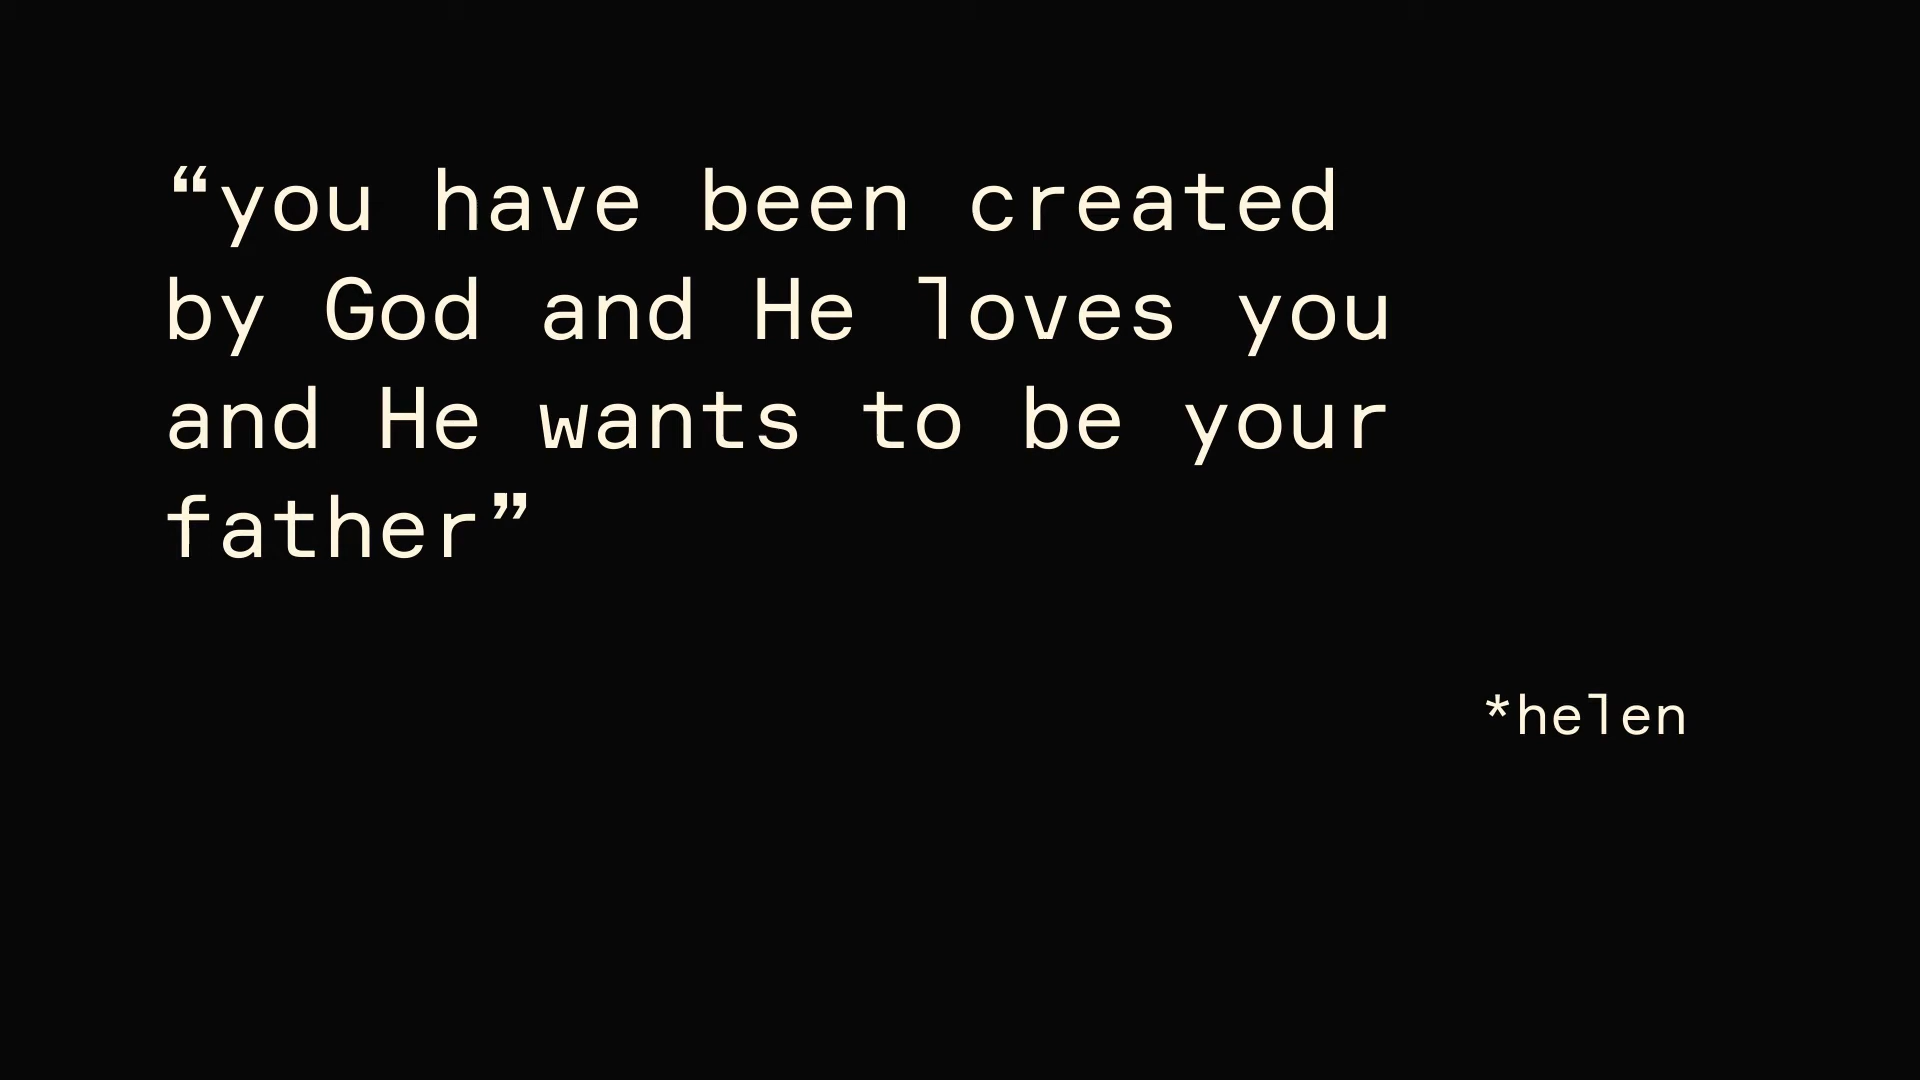 “you have been created
by God and He loves you
and He wants to be your
father”
*helen